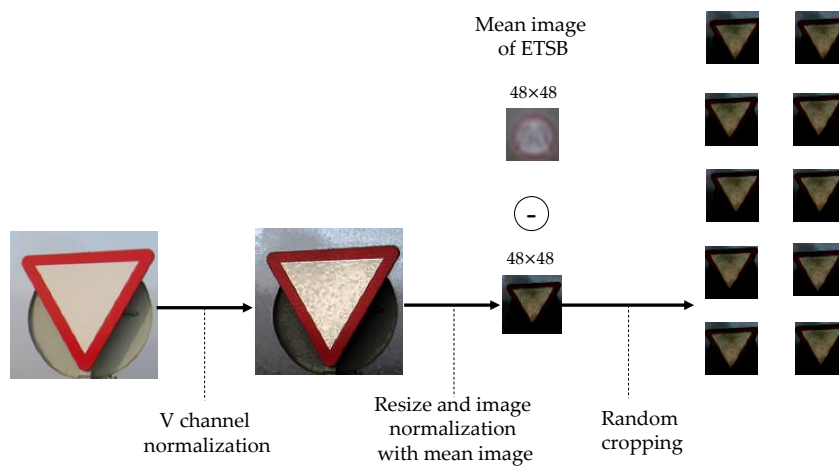 Mean image
of ETSB
48×48
-
48×48
V channel
normalization
Resize and image
normalization
with mean image
Random
cropping